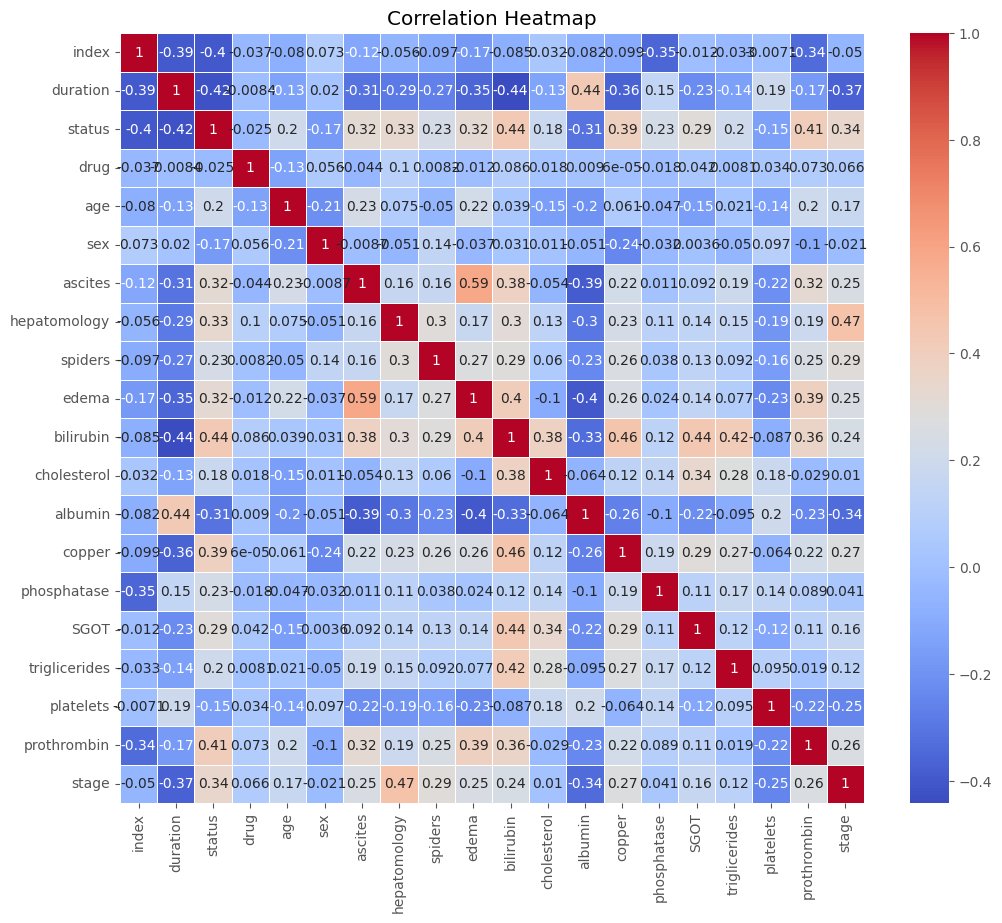 Correlation Heatmap
index 1 -0.39 -0.4 -0.037 -0.08 0.073 -0.12 -0.056 -0.097 -0.17 -0.085 0.032 -0.082 -0.099 -0.35 -0.012 -0.033 -0.0071 -0.34 -0.05
duration -0.39 1 -0.42 0.0084 -0.13 0.02 -0.31 -0.29 -0.27 -0.35 -0.44 -0.13 0.44 -0.36 0.15 -0.23 -0.14 0.19 -0.17 -0.37
status -0.4 -0.42 1 -0.025 0.2 -0.17 0.32 0.33 0.23 0.32 0.44 0.18 -0.31 0.39 0.23 0.29 0.2 -0.15 0.41 0.34
drug -0.037 -0.0084 -0.025 1 -0.13 0.056 -0.044 0.1 0.0082 -0.012 0.086 0.018 0.009 6e-05 -0.018 0.042 0.0081 0.034 0.073 0.066
age -0.08 -0.13 0.2 -0.13 1 -0.21 0.23 0.075 -0.05 0.22 0.039 -0.15 -0.2 0.061 -0.047 -0.15 0.021 -0.14 0.2 0.17
sex -0.073 0.02 -0.17 0.056 -0.21 1 -0.0087 -0.051 0.14 -0.037 0.031 0.011 -0.051 -0.24 -0.032 0.0036 -0.05 0.097 -0.1 -0.021
ascites -0.12 -0.31 0.32 -0.044 0.23 -0.0087 1 0.16 0.16 0.59 0.38 -0.054 -0.39 0.22 0.011 0.092 0.19 -0.22 0.32 0.25
hepatomology -0.056 -0.29 0.33 0.1 0.075 -0.051 0.16 1 0.3 0.17 0.3 0.13 -0.3 0.23 0.11 0.14 0.15 -0.19 0.19 0.47
spiders -0.097 -0.27 0.23 0.0082 -0.05 0.14 0.16 0.3 1 0.27 0.29 0.06 -0.23 0.26 0.038 0.13 0.092 -0.16 0.25 0.29
edema -0.17 -0.35 0.32 -0.012 0.22 -0.037 0.59 0.17 0.27 1 0.4 -0.1 -0.4 0.26 0.024 0.14 0.077 -0.23 0.39 0.25
bilirubin -0.085 -0.44 0.44 0.086 0.039 0.031 0.38 0.3 0.29 0.4 1 0.38 -0.33 0.46 0.12 0.44 0.42 -0.087 0.36 0.24
cholesterol -0.032 -0.13 0.18 0.018 -0.15 0.011 -0.054 0.13 0.06 -0.1 0.38 1 -0.064 0.12 0.14 0.34 0.28 0.18 -0.029 0.01
albumin -0.082 0.44 -0.31 0.009 -0.2 -0.051 -0.39 -0.3 -0.23 -0.4 -0.33 -0.064 1 -0.26 -0.1 -0.22 -0.095 0.2 -0.23 -0.34
copper -0.099 -0.36 0.39 6e-05 0.061 -0.24 0.22 0.23 0.26 0.26 0.46 0.12 -0.26 1 0.19 0.29 0.27 -0.064 0.22 0.27
phosphatase -0.35 0.15 0.23 -0.018 -0.047 -0.032 0.011 0.11 0.038 0.024 0.12 0.14 -0.1 0.19 1 0.11 0.17 0.14 0.089 0.041
SGOT -0.012 -0.23 0.29 0.042 -0.15 0.0036 0.092 0.14 0.13 0.14 0.44 0.34 -0.22 0.29 0.11 1 0.12 -0.12 0.11 0.16
triglicerides -0.033 -0.14 0.2 0.0081 0.021 -0.05 0.19 0.15 0.092 0.077 0.42 0.28 -0.095 0.27 0.17 0.12 1 0.095 0.019 0.12
platelets -0.0071 0.19 -0.15 0.034 -0.14 0.097 -0.22 -0.19 -0.16 -0.23 -0.087 0.18 0.2 -0.064 0.14 -0.12 0.095 1 -0.22 -0.25
prothrombin -0.34 -0.17 0.41 0.073 0.2 -0.1 0.32 0.19 0.25 0.39 0.36 -0.029 -0.23 0.22 0.089 0.11 0.019 -0.22 1 0.26
stage -0.05 -0.37 0.34 0.066 0.17 -0.021 0.25 0.47 0.29 0.25 0.24 0.01 -0.34 0.27 0.041 0.16 0.12 -0.25 0.26 1
index duration status drug age sex ascites hepatomology spiders edema bilirubin cholesterol albumin copper phosphatase SGOT triglicerides platelets prothrombin stage
1.0
0.8
0.6
0.4
0.2
0.0
−0.2
−0.4